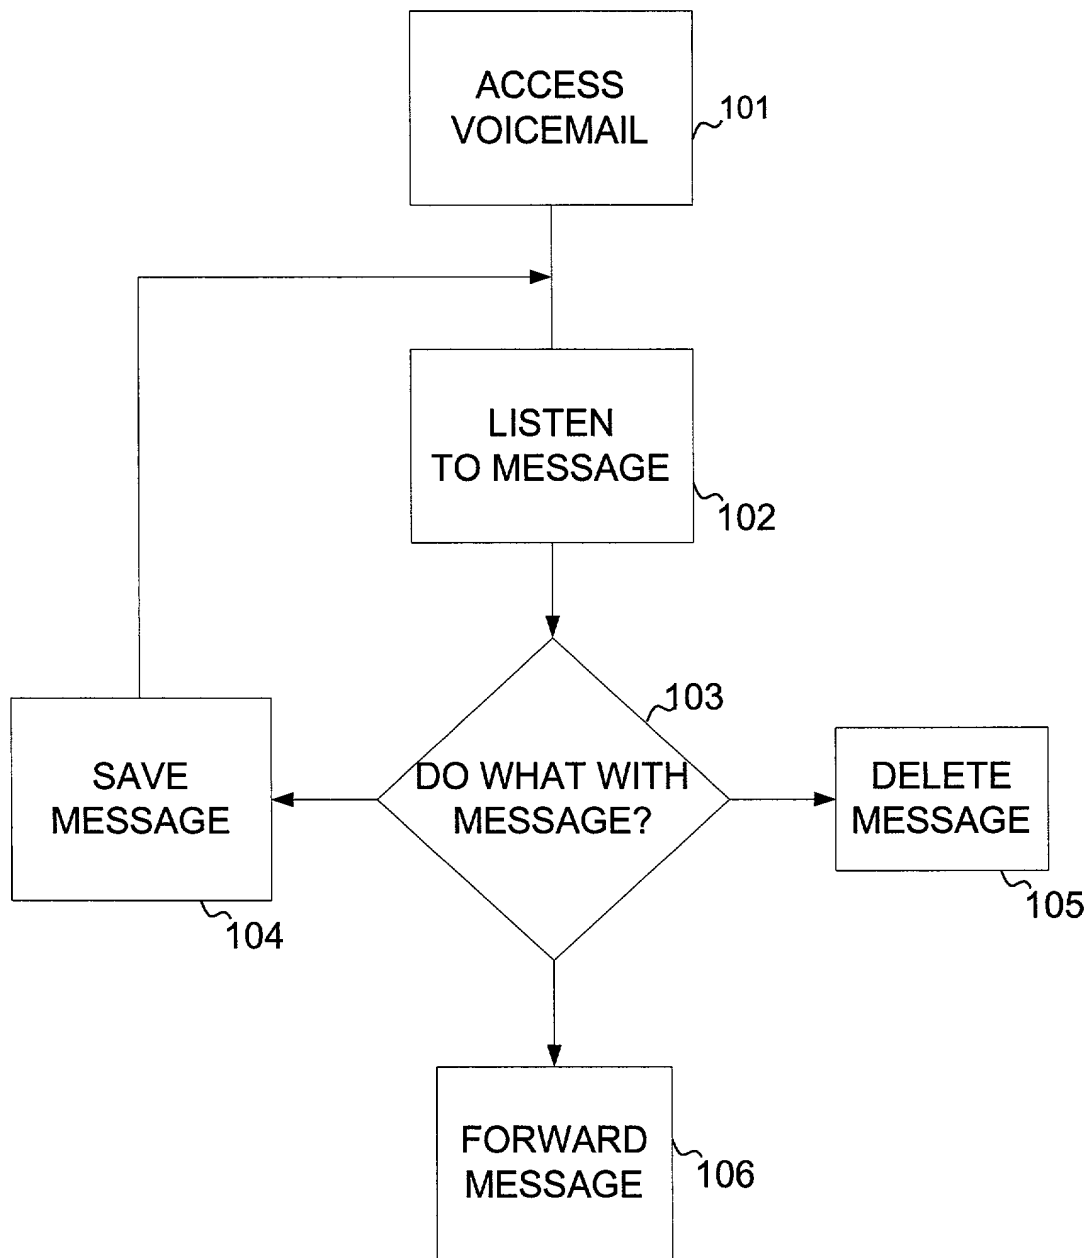 ACCESS
VOICEMAIL
101
LISTEN
TO MESSAGE
102
103
DO WHAT WITH
MESSAGE?
SAVE
MESSAGE
104
DELETE
MESSAGE
105
FORWARD
MESSAGE
106